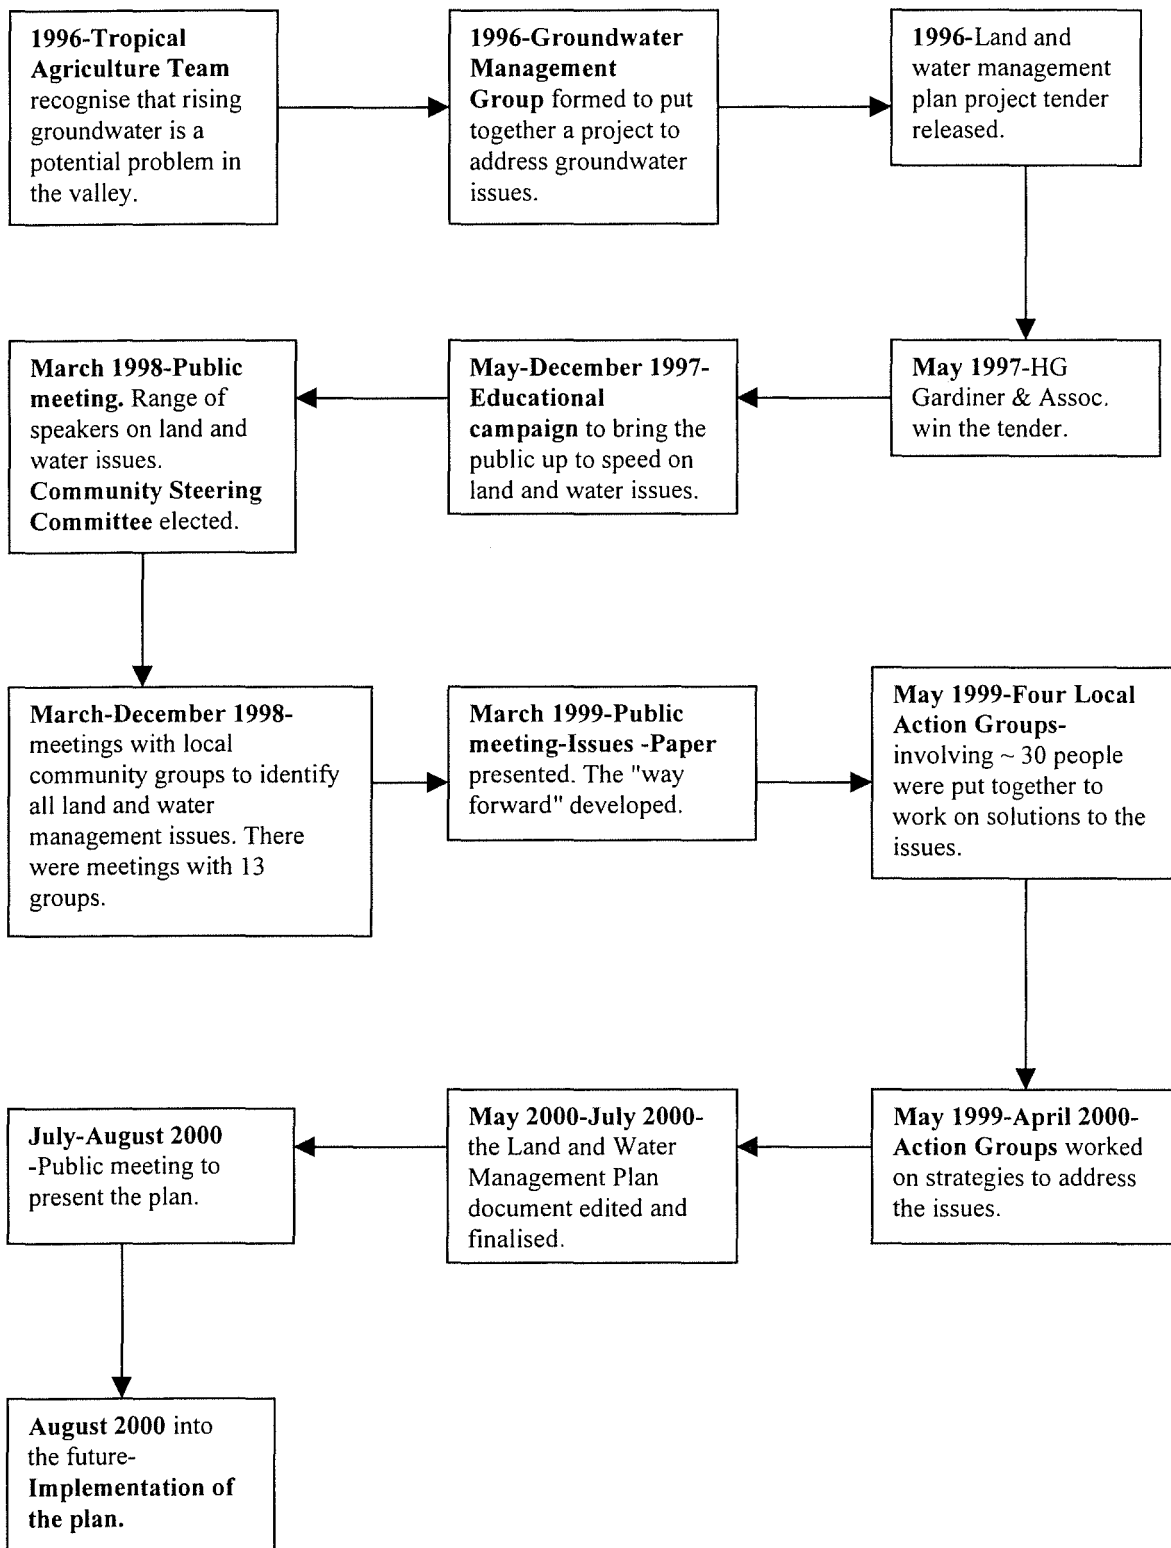 1996-Tropical
Agriculture Team
recognise that rising
groundwater is a
potential problem in
the valley.
1996-Groundwater
Management
Group formed to put
together a project to
address groundwater
issues.
1996-Land and
water management
plan project tender
released.
May 1997-HG
Gardiner & Assoc.
win the tender.
May-December 1997-
Educational
campaign to bring the
public up to speed on
land and water issues.
March 1998-Public
meeting. Range of
speakers on land and
water issues.
Community Steering
Committee elected.
March-December 1998-
meetings with local
community groups to identify
all land and water
management issues. There
were meetings with 13
groups.
March 1999-Public
meeting-Issues -Paper
presented. The "way
forward" developed.
May 1999-Four Local
Action Groups-
involving ~ 30 people
were put together to
work on solutions to the
issues.
May 1999-April 2000-
Action Groups worked
on strategies to address
the issues.
May 2000-July 2000-
the Land and Water
Management Plan
document edited and
finalised.
July-August 2000
-Public meeting to
present the plan.
August 2000 into
the future-
Implementation of
the plan.